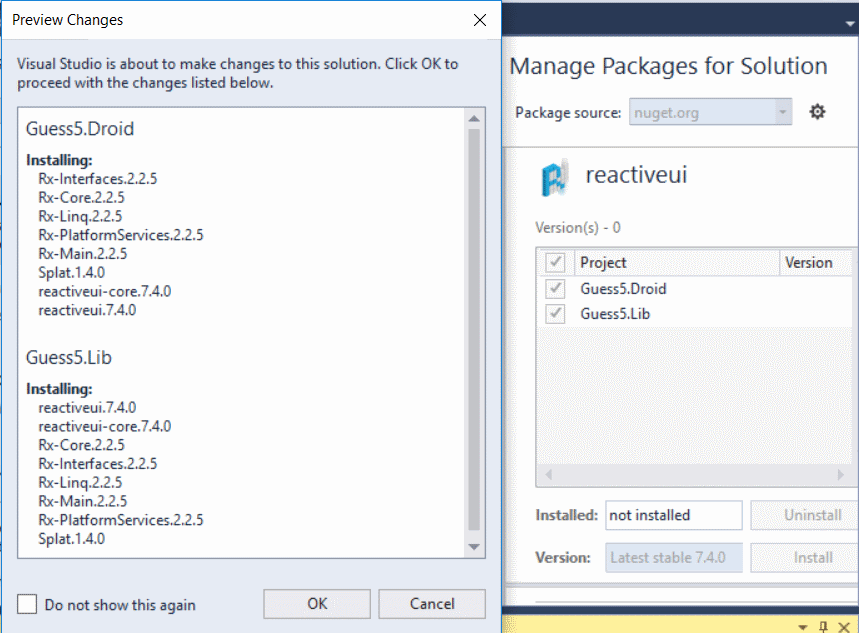 Preview Changes
Visual Studio is about to make changes to this solution. Click OK to
proceed with the changes listed below.
Guess5.Droid
Installing:
Rx-Interfaces.2.2.5
Rx-Core.2.2.5
Rx-Linq.2.2.5
Rx-PlatformServices.2.2.5
Rx-Main.2.2.5
Splat.1.4.0
reactiveui-core.7.4.0
reactiveui.7.4.0
Guess5.Lib
Installing:
reactiveui.7.4.0
reactiveui-core.7.4.0
Rx-Core.2.2.5
Rx-Interfaces.2.2.5
Rx-Linq.2.2.5
Rx-Main.2.2.5
Rx-PlatformServices.2.2.5
Splat.1.4.0
Do not show this again
OK
Cancel
Manage Packages for Solution
Package source: nuget.org
reactiveui
Version(s) - 0
Project Version
Guess5.Droid
Guess5.Lib
Installed: not installed Uninstall
Version: Latest stable 7.4.0 Install